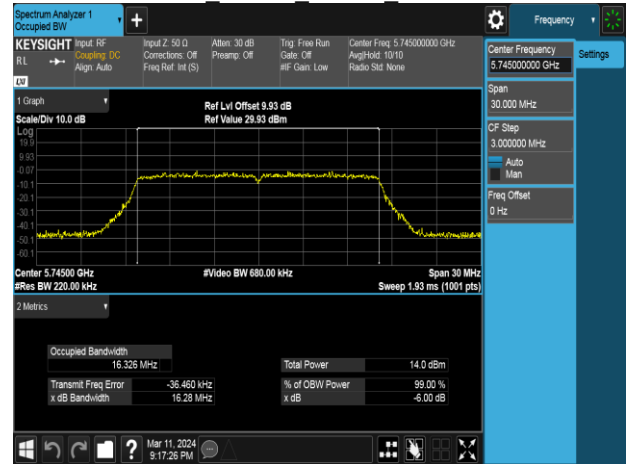 Spectrum Analyzer 1
Occupied BW
Frequency
KEYSIGHT Input: RF
R L
Coupling: DC
Align: Auto
LXI
Input Z: 50 Ω
Corrections: Off
Freq Ref: Int (S)
Atten: 30 dB
Preamp: Off
Trig: Free Run
Gate: Off
#IF Gain: Low
Center Freq: 5.745000000 GHz
Avg|Hold: 10/10
Radio Std: None
Center Frequency
5.745000000 GHz
Settings
Span
30.000 MHz
CF Step
3.000000 MHz
Auto
Man
Freq Offset
0 Hz
1 Graph
Scale/Div 10.0 dB
Ref Lvl Offset 9.93 dB
Ref Value 29.93 dBm
Log
19.9
9.93
-0.07
-10.1
-20.1
-30.1
-40.1
-50.1
-60.1
Center 5.74500 GHz
#Res BW 220.00 kHz
#Video BW 680.00 kHz
Span 30 MHz
Sweep 1.93 ms (1001 pts)
2 Metrics
Occupied Bandwidth
16.326 MHz
Total Power 14.0 dBm
Transmit Freq Error -36.460 kHz
% of OBW Power 99.00 %
x dB Bandwidth 16.28 MHz
x dB -6.00 dB
Mar 11, 2024
9:17:26 PM